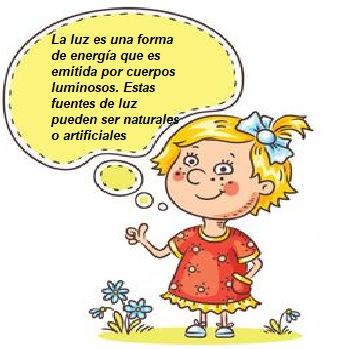 La luz es una forma
de energía que es
emitida por cuerpos
luminosos. Estas
fuentes de luz
pueden ser naturales
o artificiales